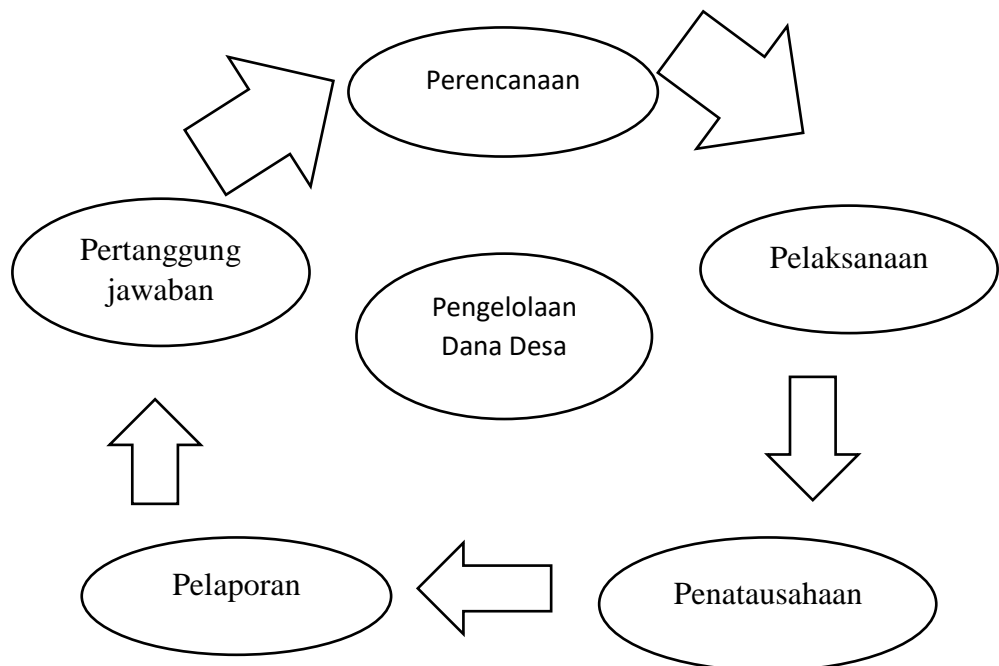 Perencanaan
Pertanggung
jawaban
Pelaksanaan
Pengelolaan
Dana Desa
Pelaporan
Penatausahaan